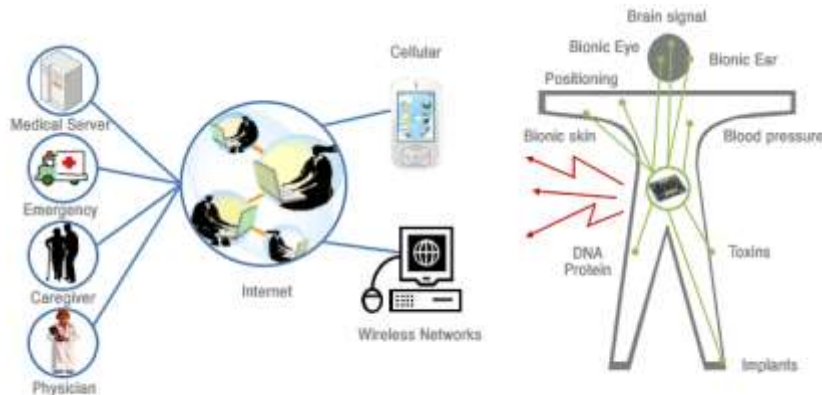 Medical Server
Emergency
Caregiver
Physician
Internet
Cellular
Wireless Networks
Brain signal
Bionic Eye
Bionic Ear
Positioning
Bionic skin
Blood pressure
DNA
Protein
Toxins
Implants